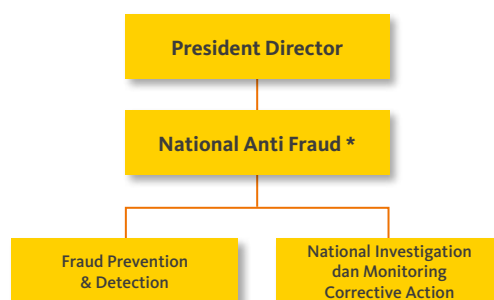 President Director
National Anti Fraud *
Fraud Prevention
& Detection
National Investigation
dan Monitoring
Corrective Action